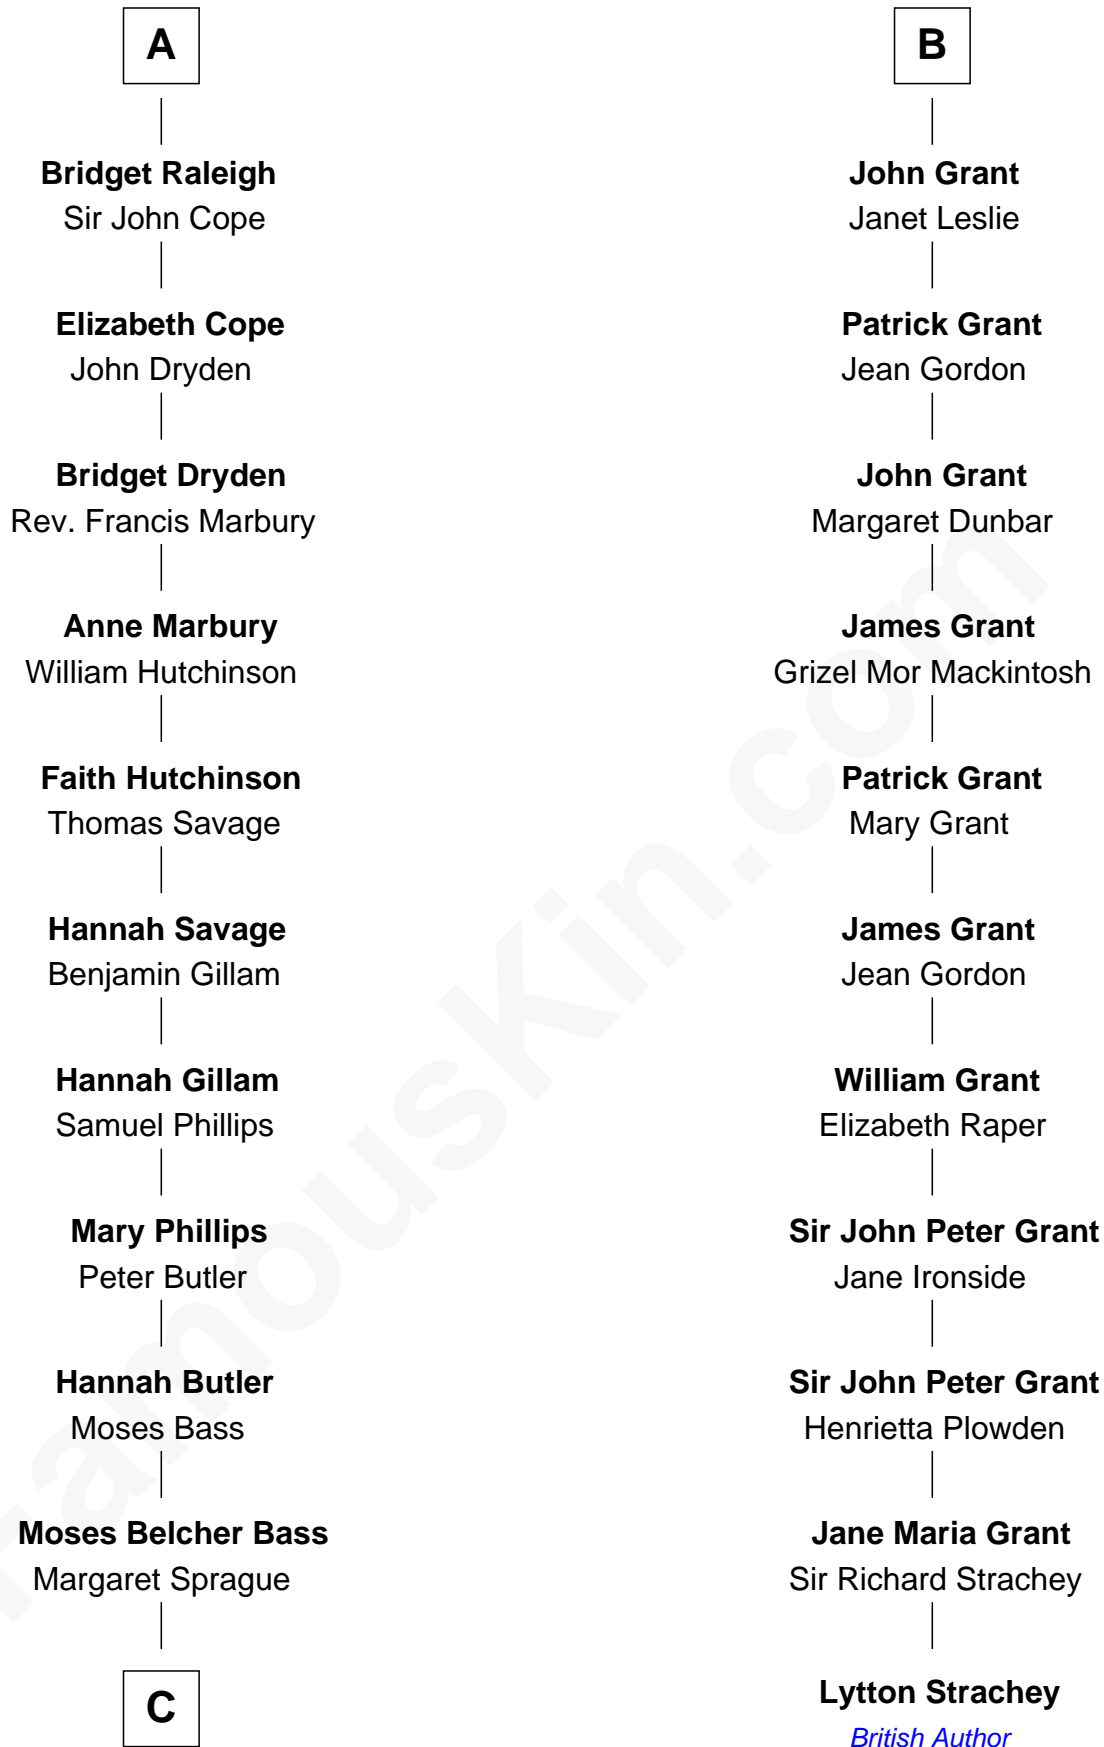 A
Bridget Raleigh
Sir John Cope
Elizabeth Cope
John Dryden
Bridget Dryden
Rev. Francis Marbury
Anne Marbury
William Hutchinson
Faith Hutchinson
Thomas Savage
Hannah Savage
Benjamin Gillam
Hannah Gillam
Samuel Phillips
Mary Phillips
Peter Butler
Hannah Butler
Moses Bass
Moses Belcher Bass
Margaret Sprague
C
B
John Grant
Janet Leslie
Patrick Grant
Jean Gordon
John Grant
Margaret Dunbar
James Grant
Grizel Mor Mackintosh
Patrick Grant
Mary Grant
James Grant
Jean Gordon
William Grant
Elizabeth Raper
Sir John Peter Grant
Jane Ironside
Sir John Peter Grant
Henrietta Plowden
Jane Maria Grant
Sir Richard Strachey
Lytton Strachey
British Author
FamousKin.com